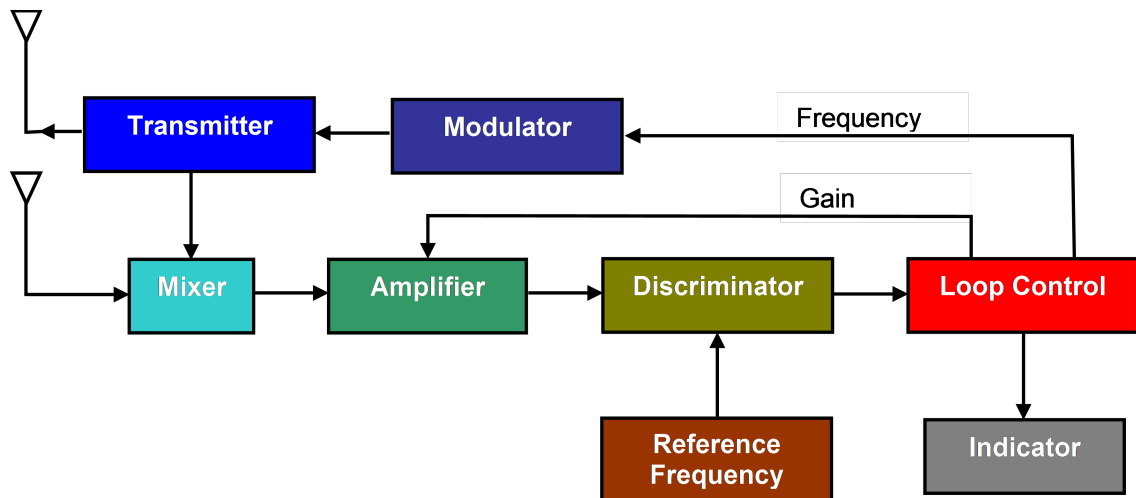 Transmitter
Modulator
Frequency
Gain
Mixer
Amplifier
Discriminator
Loop Control
Reference
Frequency
Indicator